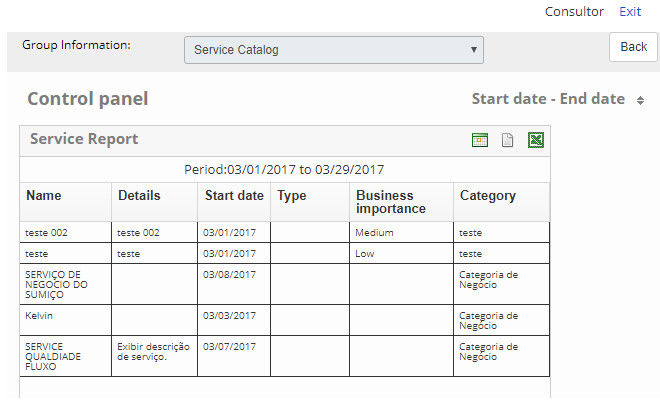 Consultor Exit
Group Information: Service Catalog Back
Control panel Start date - End date
Service Report
Period:03/01/2017 to 03/29/2017
Name Details Start date Type Business importance Category
teste 002 teste 002 03/01/2017 Medium teste
teste teste 03/01/2017 Low teste
SERVIÇO DE
NEGOCIO DO
SUMIÇO
03/08/2017
Categoria de
Negócio
Kelvin 03/03/2017
Categoria de
Negócio
SERVICE
QUALDIADE
FLUXO
Exibir descrição
de serviço.
03/07/2017
Categoria de
Negócio